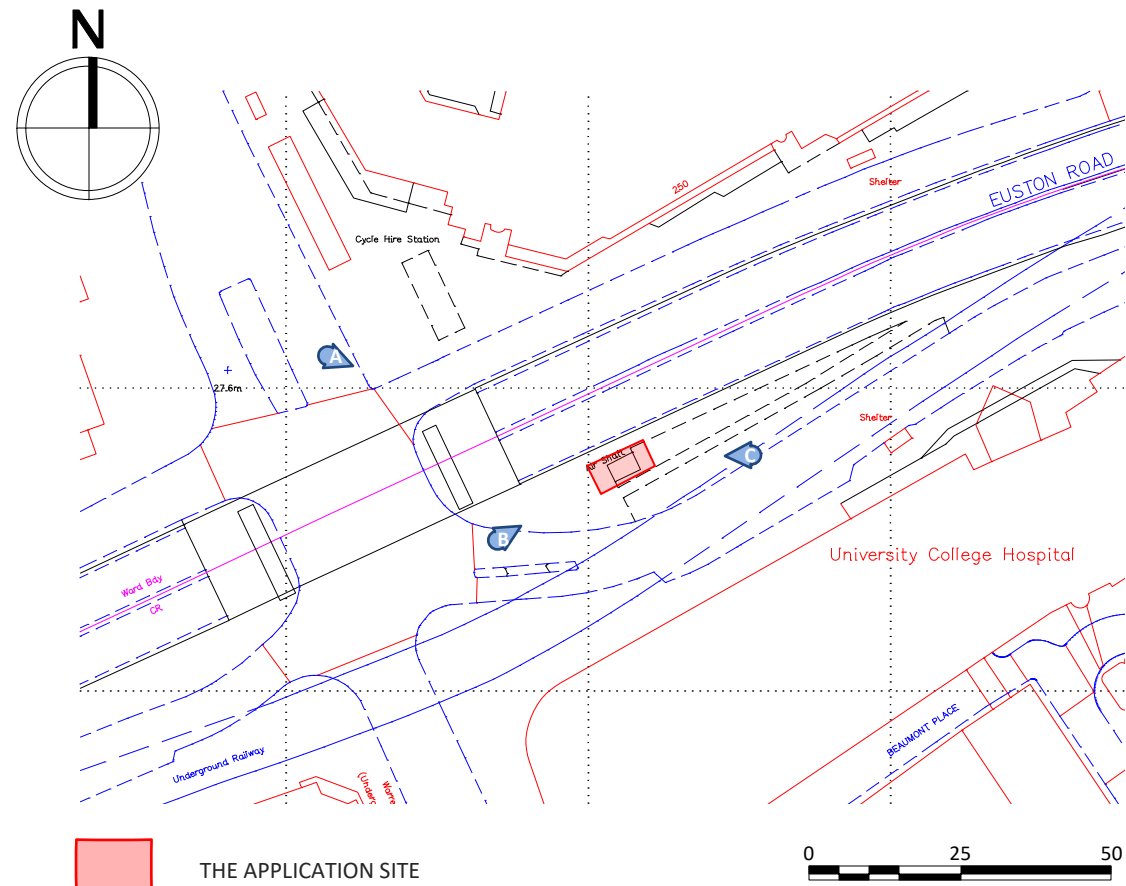 N
250
Shelter
EUSTON ROAD
Cycle Hire Station
A
27.6m
Shelter
Shaft
C
B
University College Hospital
Ward Bdy
CR
BEAUMONT PLACE
Underground Railway
THE APPLICATION SITE
0 25 50